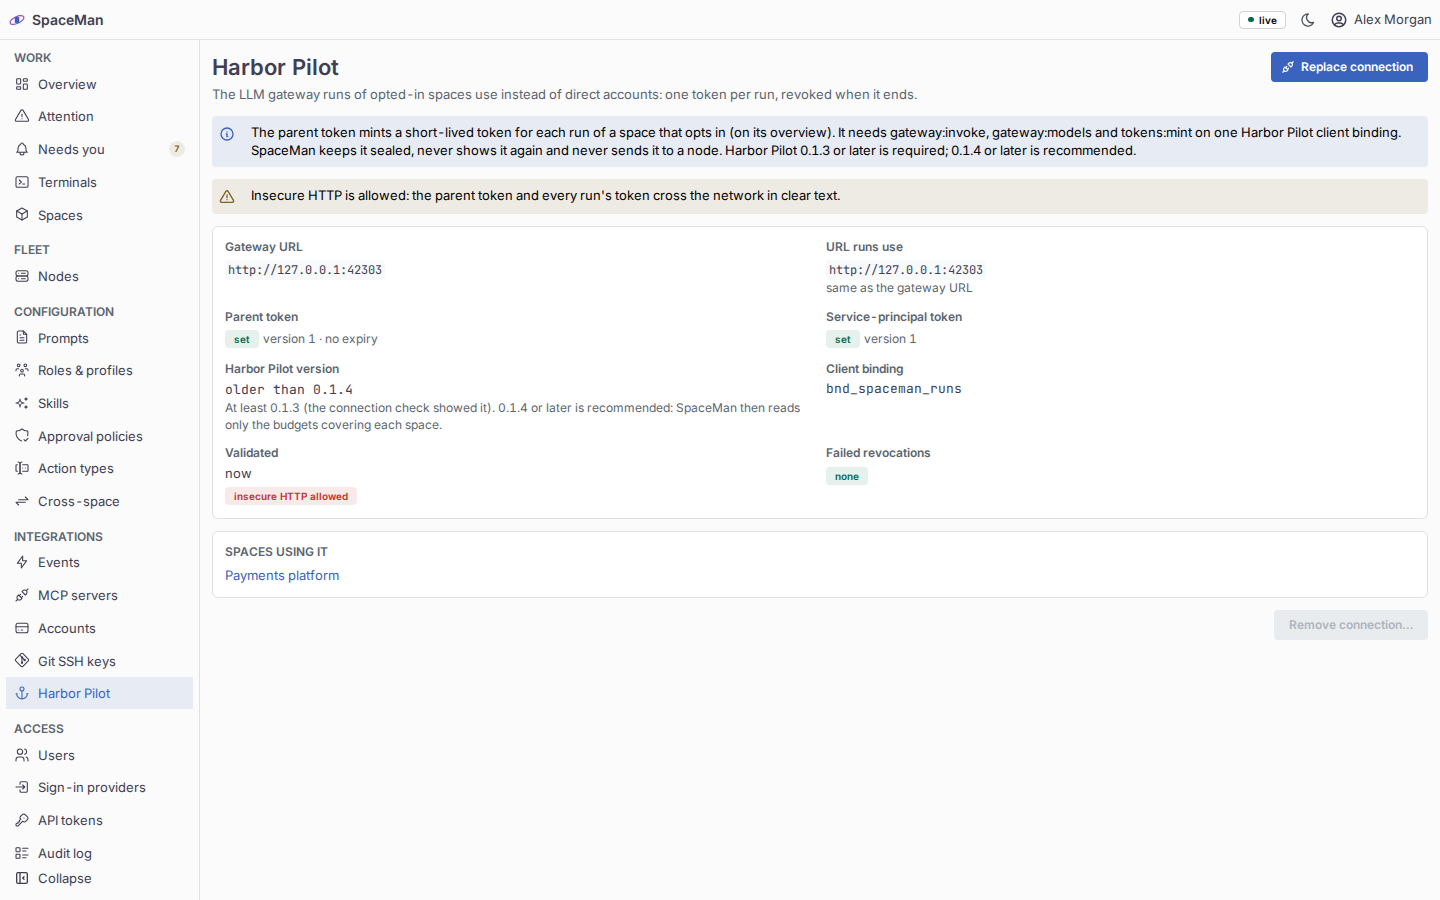 SpaceMan
live
Alex Morgan
WORK
Overview
Attention
Needs you
7
Terminals
Spaces
FLEET
Nodes
CONFIGURATION
Prompts
Roles & profiles
Skills
Approval policies
Action types
Cross-space
INTEGRATIONS
Events
MCP servers
Accounts
Git SSH keys
Harbor Pilot
ACCESS
Users
Sign-in providers
API tokens
Audit log
Collapse
Harbor Pilot
Replace connection
The LLM gateway runs of opted-in spaces use instead of direct accounts: one token per run, revoked when it ends.
The parent token mints a short-lived token for each run of a space that opts in (on its overview). It needs gateway:invoke, gateway:models and tokens:mint on one Harbor Pilot client binding.
SpaceMan keeps it sealed, never shows it again and never sends it to a node. Harbor Pilot 0.1.3 or later is required; 0.1.4 or later is recommended.
Insecure HTTP is allowed: the parent token and every run's token cross the network in clear text.
Gateway URL
http://127.0.0.1:42303
URL runs use
http://127.0.0.1:42303
same as the gateway URL
Parent token
set version 1 · no expiry
Service-principal token
set version 1
Harbor Pilot version
older than 0.1.4
At least 0.1.3 (the connection check showed it). 0.1.4 or later is recommended: SpaceMan then reads
only the budgets covering each space.
Client binding
bnd_spaceman_runs
Validated
now
insecure HTTP allowed
Failed revocations
none
SPACES USING IT
Payments platform
Remove connection...